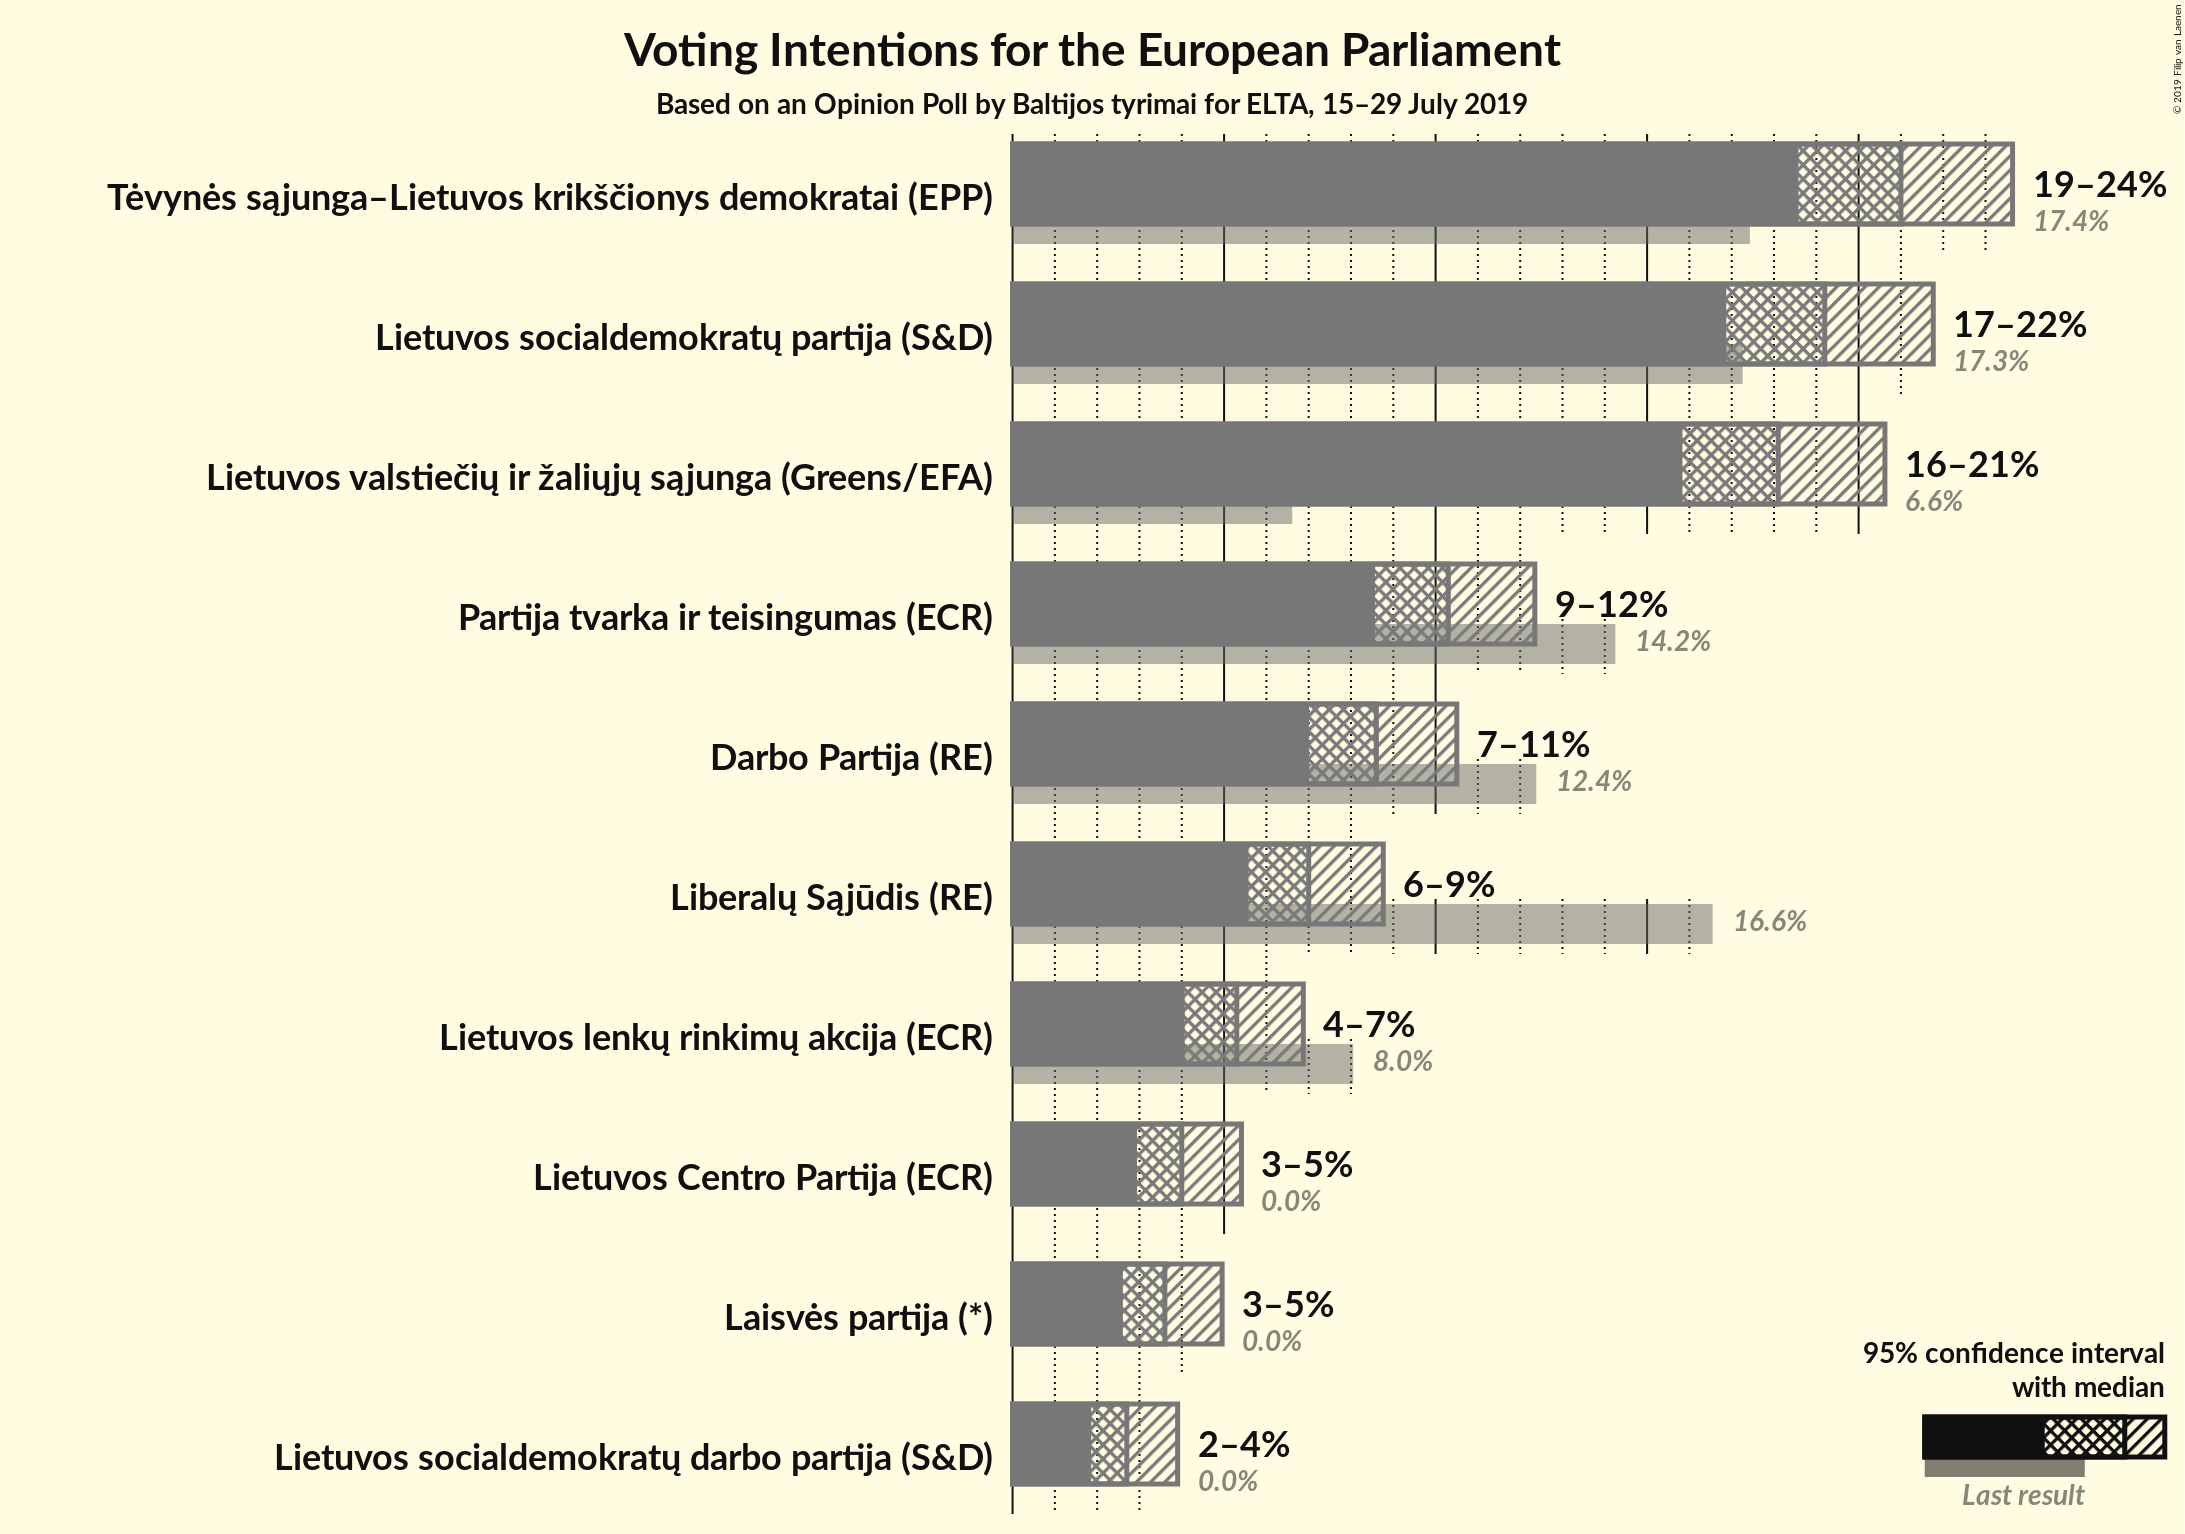 Voting Intentions for the European Parliament
Based on an Opinion Poll by Baltijos tyrimai for ELTA, 15–29 July 2019
© 2019 Filip van Laenen
Tėvynės sąjunga–Lietuvos krikščionys demokratai (EPP)
19–24%
17.4%
Lietuvos socialdemokratų partija (S&D)
17–22%
17.3%
Lietuvos valstiečių ir žaliųjų sąjunga (Greens/EFA)
16–21%
6.6%
Partija tvarka ir teisingumas (ECR)
9–12%
14.2%
Darbo Partija (RE)
7–11%
12.4%
Liberalų Sąjūdis (RE)
6–9%
16.6%
Lietuvos lenkų rinkimų akcija (ECR)
4–7%
8.0%
Lietuvos Centro Partija (ECR)
3–5%
0.0%
Laisvės partija (*)
3–5%
0.0%
Lietuvos socialdemokratų darbo partija (S&D)
2–4%
0.0%
95% confidence interval
with median
Last result